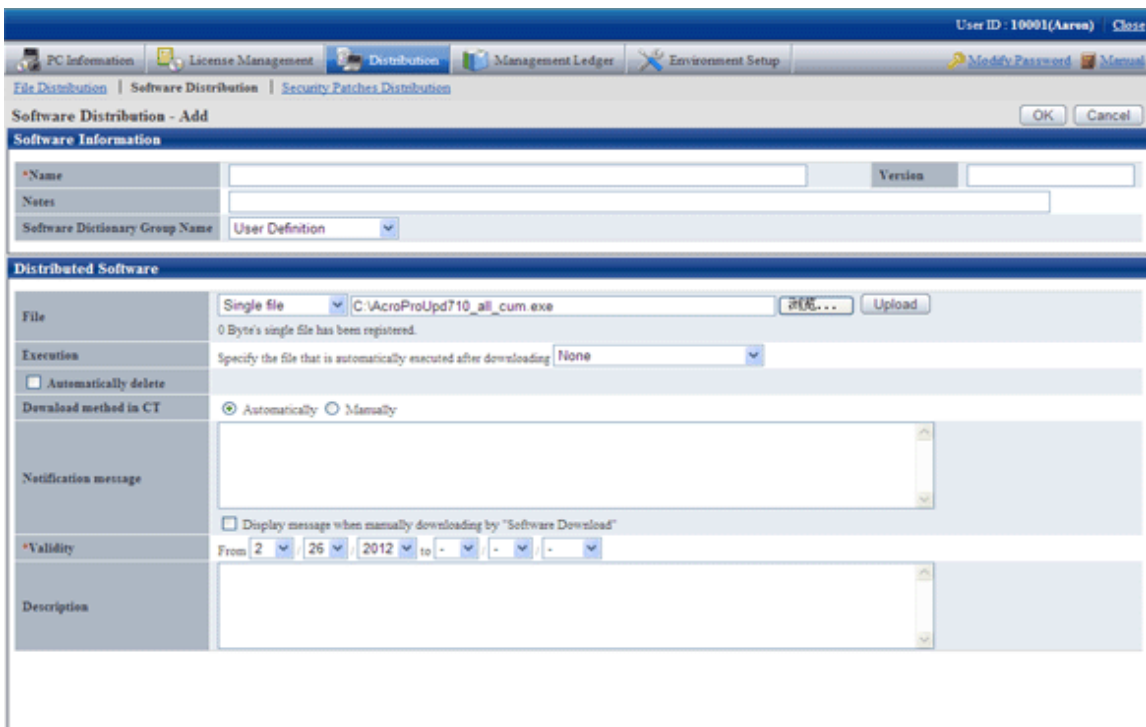 User ID : 10001(Aaron) Close
PC Information License Management Distribution Management Ledger Environment Setup Modify Password Manual
File Distribution | Software Distribution | Security Patches Distribution
Software Distribution - Add OK Cancel
Software Information
*Name Version
Notes
Software Dictionary Group Name User Definition
Distributed Software
File Single file C:\AcroProUpd710_all_cum.exe 浏览... Upload
0 Byte's single file has been registered.
Execution Specify the file that is automatically executed after downloading None
Automatically delete
Download method in CT Automatically Manually
Notification message
Display message when manually downloading by "Software Download"
*Validity From 2 / 26 / 2012 to - / - / -
Description